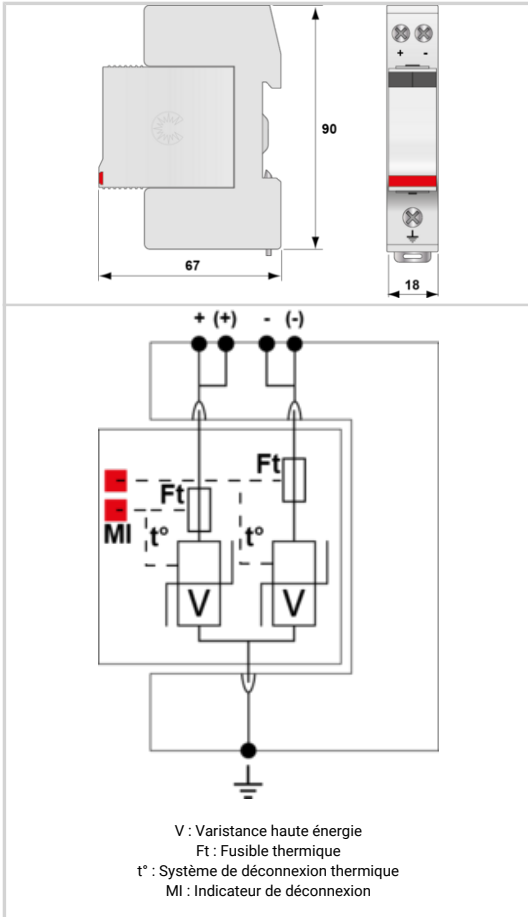 90
67
+ -
18
+ (+) - (-)
Ft
Ft
MI t° t°
V V
V : Varistance haute énergie
Ft : Fusible thermique
t° : Système de déconnexion thermique
MI : Indicateur de déconnexion